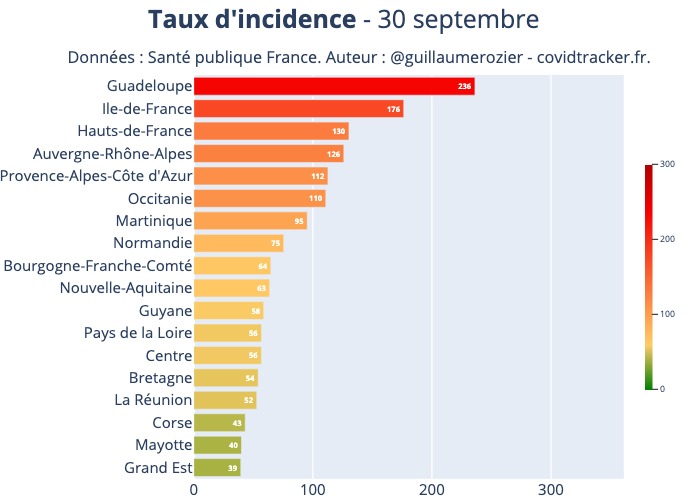 Taux d'incidence - 30 septembre
Données : Santé publique France. Auteur : @guillaumerozier - covidtracker.fr.
Guadeloupe 236
Ile-de-France 176
Hauts-de-France 130
Auvergne-Rhône-Alpes 126
Provence-Alpes-Côte d'Azur 112
Occitanie 110
Martinique 95
Normandie 75
Bourgogne-Franche-Comté 64
Nouvelle-Aquitaine 63
Guyane 58
Pays de la Loire 56
Centre 56
Bretagne 54
La Réunion 52
Corse 43
Mayotte 40
Grand Est 39
0 100 200 300
300
200
100
0